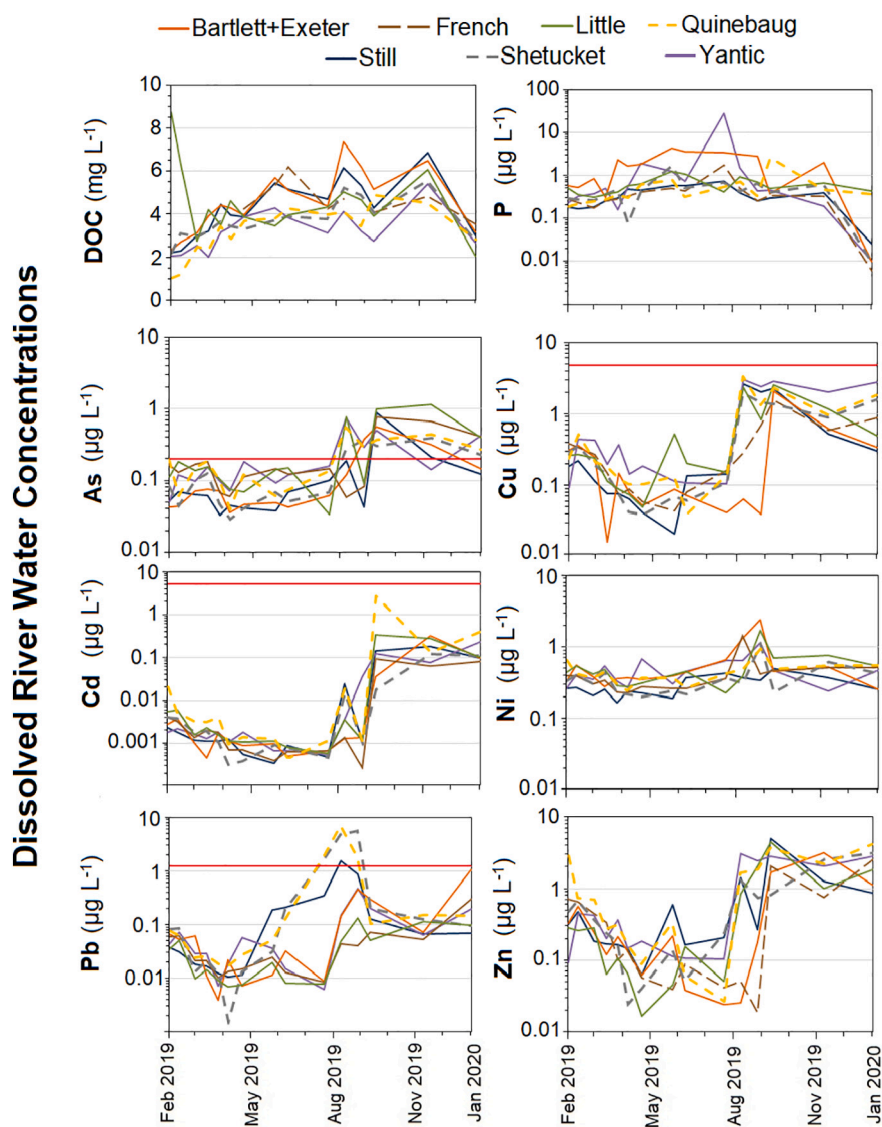 Bartlett+Exeter French Little Quinebaug
Still Shetucket Yantic
Dissolved River Water Concentrations
DOC (mg L⁻¹)
10
8
6
4
2
0
P (µg L⁻¹)
100
10
1
0.1
0.01
As (µg L⁻¹)
10
1
0.1
0.01
Cu (µg L⁻¹)
10
1
0.1
0.01
Cd (µg L⁻¹)
10
1
0.1
0.01
0.001
Ni (µg L⁻¹)
10
1
0.1
0.01
Pb (µg L⁻¹)
10
1
0.1
0.01
Zn (µg L⁻¹)
10
1
0.1
0.01
Feb 2019
May 2019
Aug 2019
Nov 2019
Jan 2020
Feb 2019
May 2019
Aug 2019
Nov 2019
Jan 2020